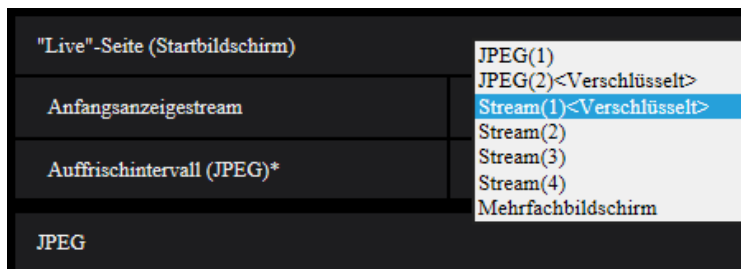 "Live"-Seite (Startbildschirm)
JPEG(1)
JPEG(2)<Verschlüsselt>
Anfangsanzeigestream
Stream(1)<Verschlüsselt>
Stream(2)
Stream(3)
Auffrischintervall (JPEG)*
Stream(4)
Mehrfachbildschirm
JPEG